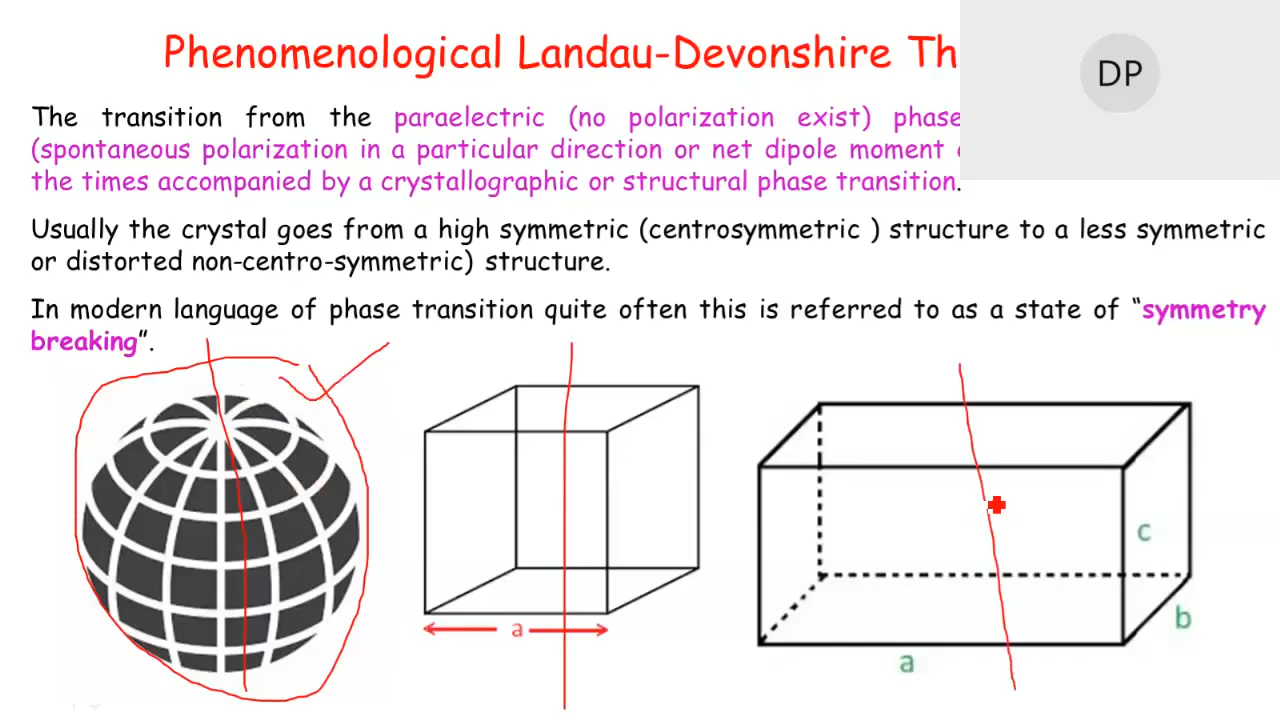 Phenomenological Landau-Devonshire Th
DP
The transition from the paraelectric (no polarization exist) phase
(spontaneous polarization in a particular direction or net dipole moment
the times accompanied by a crystallographic or structural phase transition.
Usually the crystal goes from a high symmetric (centrosymmetric ) structure to a less symmetric
or distorted non-centro-symmetric) structure.
In modern language of phase transition quite often this is referred to as a state of “symmetry
breaking”.
a
c
b
a